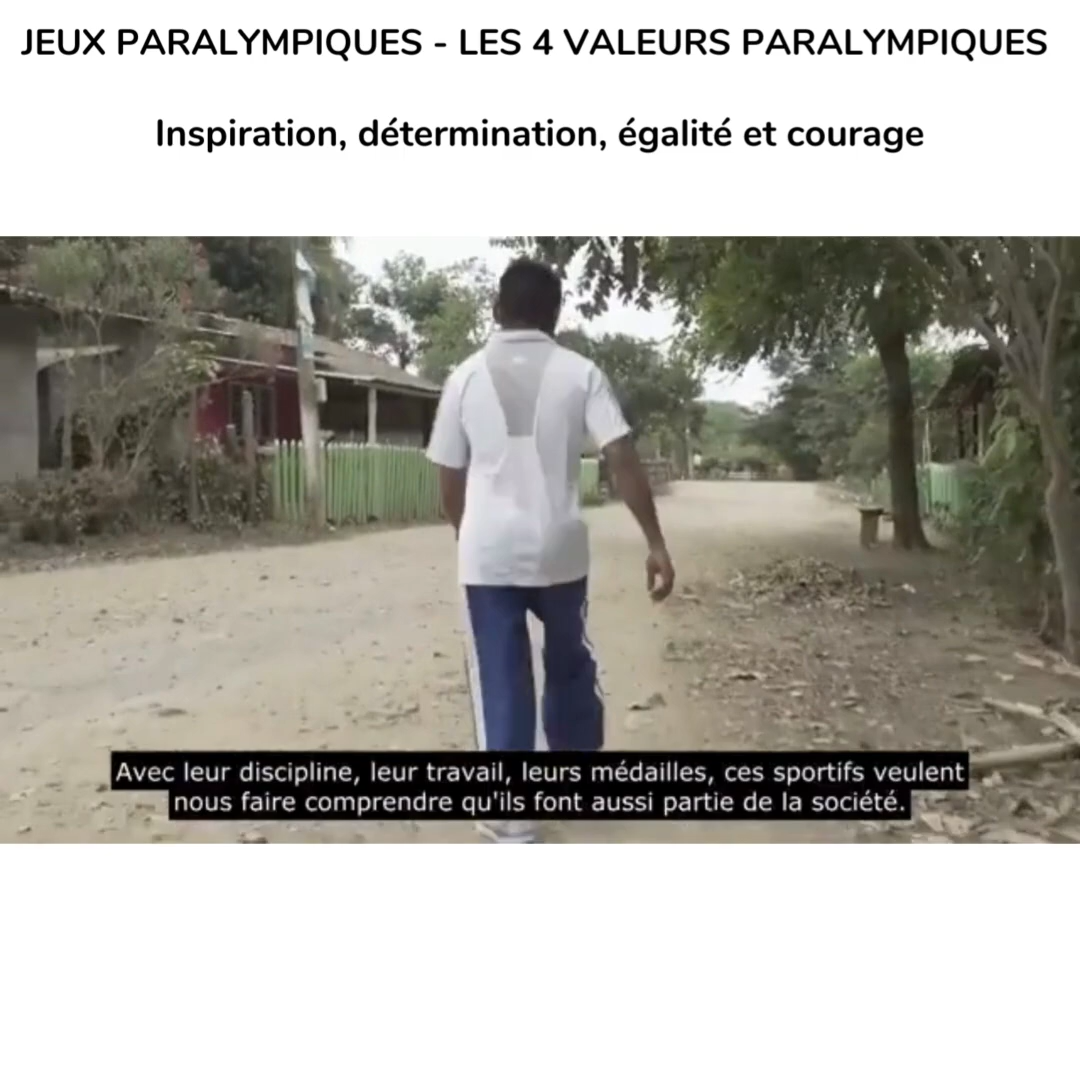 JEUX PARALYMPIQUES - LES 4 VALEURS PARALYMPIQUES
Inspiration, détermination, égalité et courage
Avec leur discipline, leur travail, leurs médailles, ces sportifs veulent
nous faire comprendre qu'ils font aussi partie de la société.